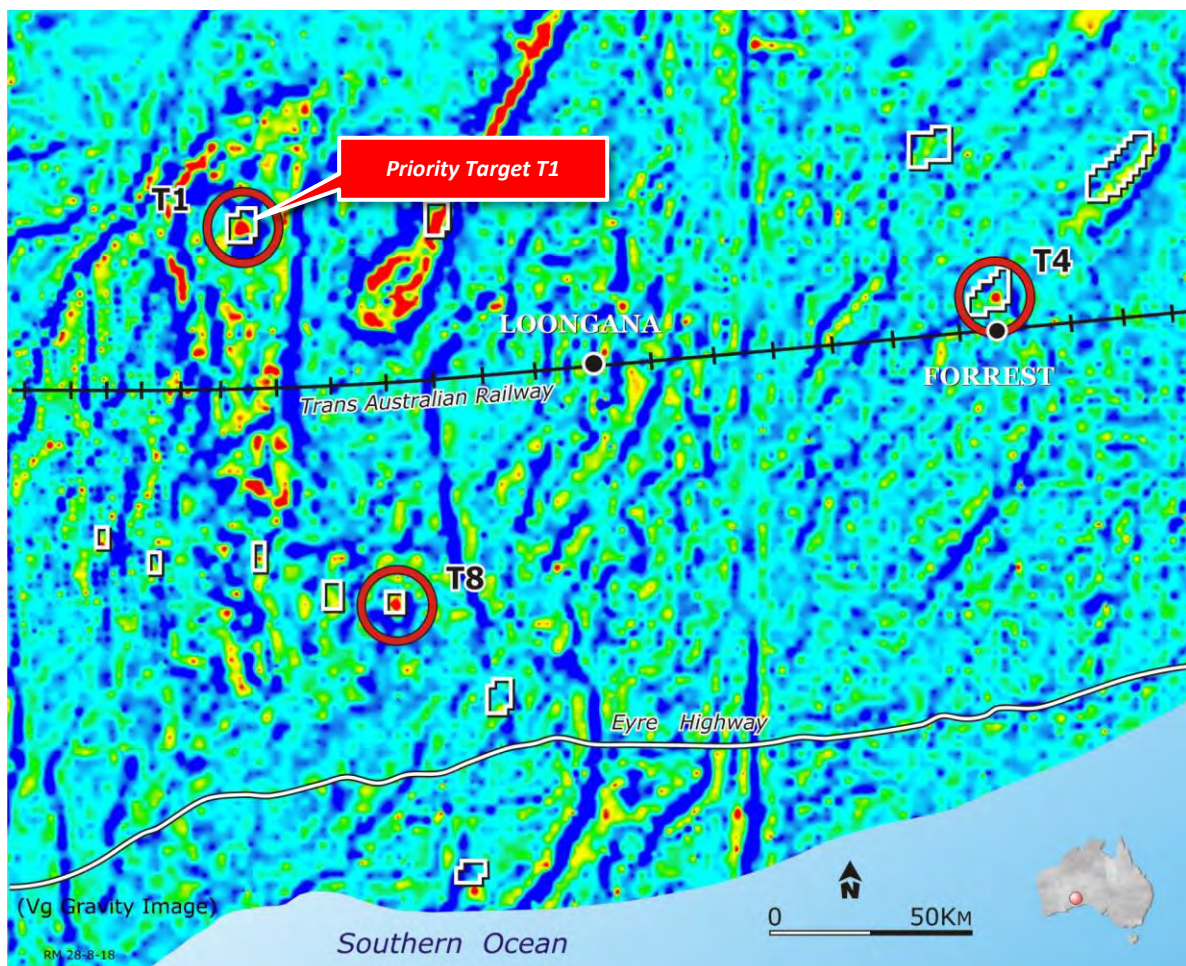 Priority Target T1
T1
T4
LOONGANA
FORREST
Trans Australian Railway
T8
Eyre Highway
N
0 50KM
(Vg Gravity Image)
Southern Ocean
RM 28-8-18